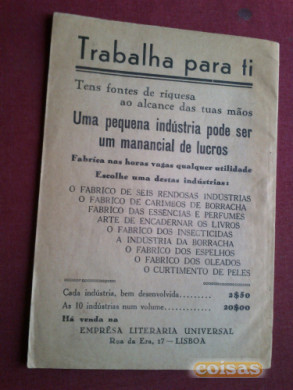 Trabalha para ti
Tens fontes de riquesa
ao alcance das tuas mãos
Uma pequena indústria pode ser
um manancial de lucros
Fabrica nas horas vagas qualquer utilidade
Escolhe uma destas indústrias:
O FABRICO DE SEIS RENDOSAS INDÚSTRIAS
O FABRICO DE CARIMBOS DE BORRACHA
FABRICO DAS ESSÊNCIAS E PERFUMES
ARTE DE ENCADERNAR OS LIVROS
O FABRICO DOS INSECTICIDAS
A INDÚSTRIA DA BORRACHA
O FABRICO DOS ESPELHOS
O FABRICO DOS OLEADOS
O CURTIMENTO DE PELES
Cada indústria, bem desenvolvida......... 2$50
As 10 indústrias num volume........... 20$00
Há venda na
EMPRÊSA LITERARIA UNIVERSAL
Rua da Era, 17 — LISBOA
coisas